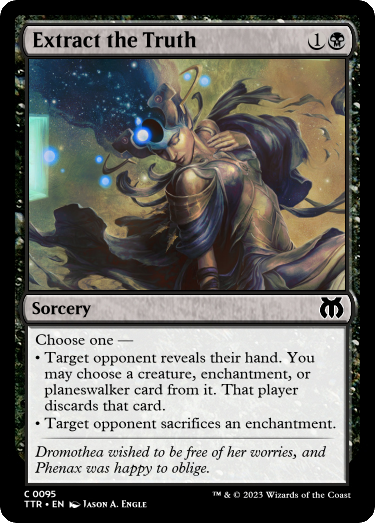 Extract the Truth 1
Sorcery
Choose one —
• Target opponent reveals their hand. You
may choose a creature, enchantment, or
planeswalker card from it. That player
discards that card.
• Target opponent sacrifices an enchantment.
Dromothea wished to be free of her worries, and
Phenax was happy to oblige.
C 0095
TTR • EN JASON A. ENGLE
™ & © 2023 Wizards of the Coast